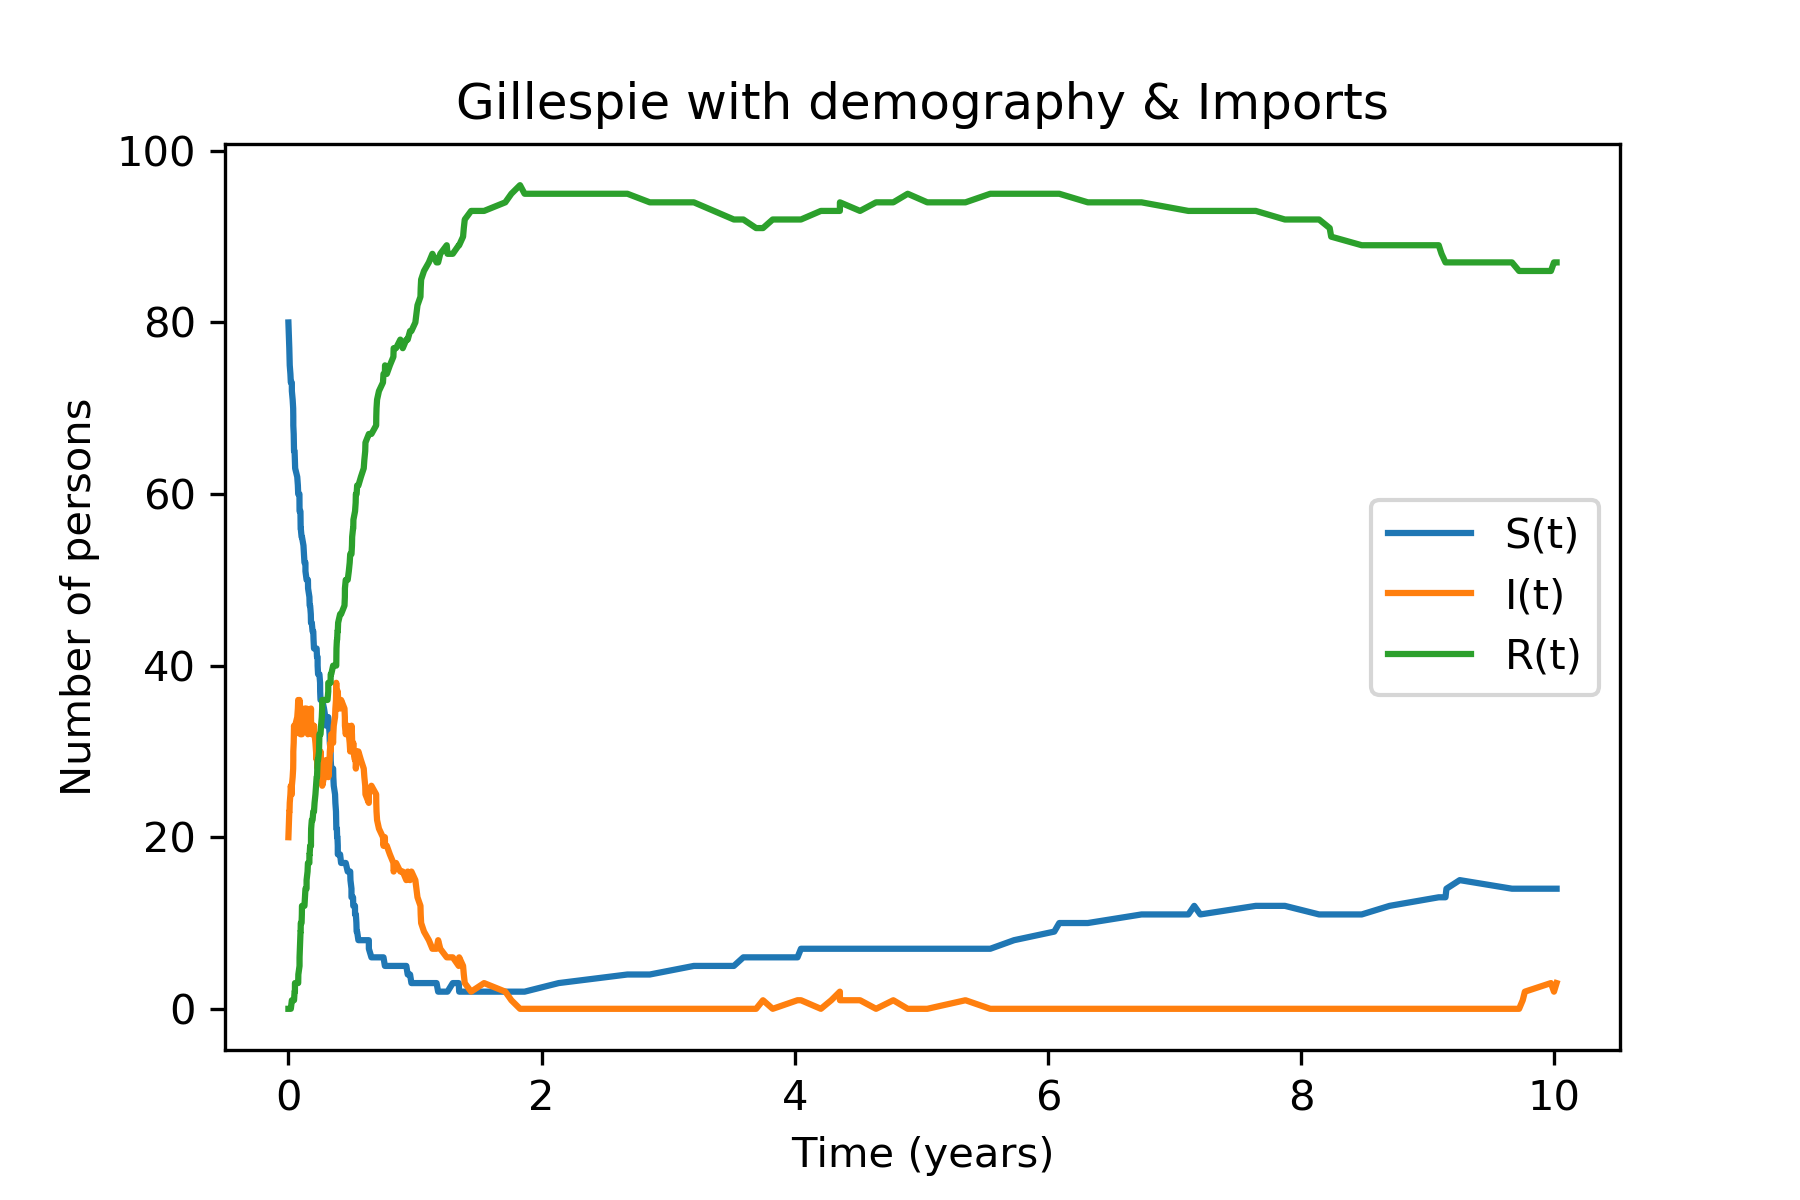 Gillespie with demography & Imports
100
80
60
40
20
0
Number of persons
S(t)
I(t)
R(t)
0 2 4 6 8 10
Time (years)